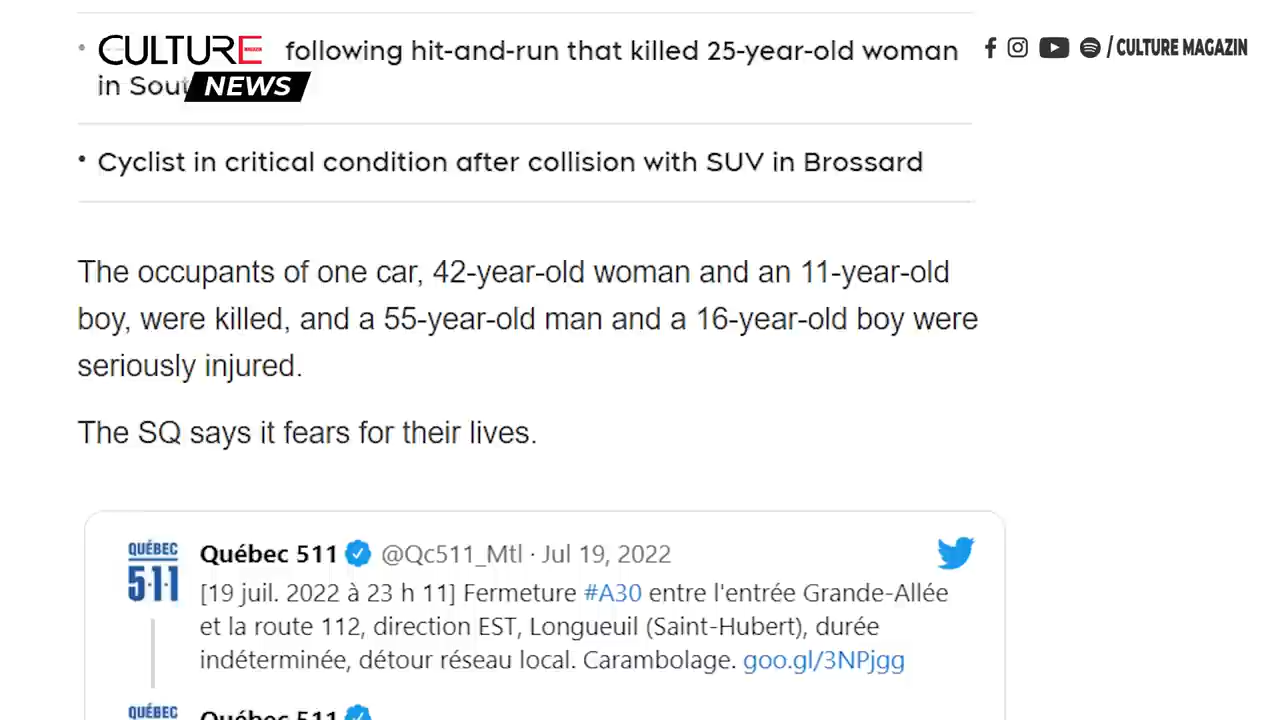 CULTURE following hit-and-run that killed 25-year-old woman
/ CULTURE MAGAZIN
in Sout NEWS
• Cyclist in critical condition after collision with SUV in Brossard
The occupants of one car, 42-year-old woman and an 11-year-old
boy, were killed, and a 55-year-old man and a 16-year-old boy were
seriously injured.
The SQ says it fears for their lives.
QUÉBEC
511
Québec 511 @Qc511_Mtl · Jul 19, 2022
[19 juil. 2022 à 23 h 11] Fermeture #A30 entre l'entrée Grande-Allée
et la route 112, direction EST, Longueuil (Saint-Hubert), durée
indéterminée, détour réseau local. Carambolage. goo.gl/3NPjgg
QUÉBEC
Québec 511